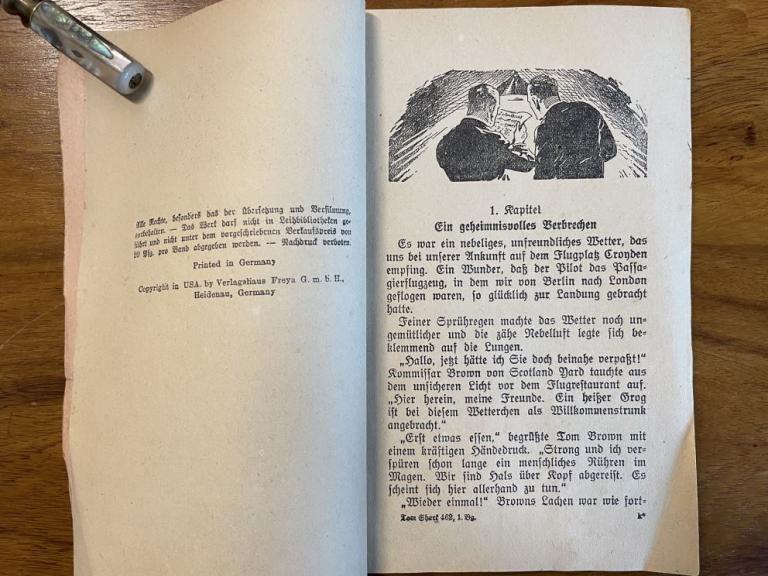 Alle Rechte, besonders das der Übersetzung und Verfilmung,
vorbehalten. — Das Werk darf nicht in Leihbibliotheken ge-
führt und nicht unter dem vorgeschriebenen Verkaufspreis von
20 Pfg. pro Band abgegeben werden. — Nachdruck verboten.
Printed in Germany
Copyright in USA. by Verlagshaus Freya G. m. b. H.,
Heidenau, Germany
1. Kapitel
Ein geheimnisvolles Verbrechen
Es war ein nebeliges, unfreundliches Wetter, das
uns bei unserer Ankunft auf dem Flugplatz Croyden
empfing. Ein Wunder, daß der Pilot das Passa-
gierflugzeug, in dem wir von Berlin nach London
geflogen waren, so glücklich zur Landung gebracht
hatte.
Feiner Sprühregen machte das Wetter noch un-
gemütlicher und die zähe Nebelluft legte sich be-
klemmend auf die Lungen.
„Hallo, jetzt hätte ich Sie doch beinahe verpaßt!“
Kommissar Brown von Scotland Yard tauchte aus
dem unsicheren Licht vor dem Flugrestaurant auf.
„Hier herein, meine Freunde. Ein heißer Grog
ist bei diesem Wetterchen als Willkommenstrunk
angebracht.“
„Erst etwas essen,“ begrüßte Tom Brown mit
einem kräftigen Händedruck. „Strong und ich ver-
spüren schon lange ein menschliches Rühren im
Magen. Wir sind Hals über Kopf abgereist. Es
scheint sich hier allerhand zu tun.“
„Wieder einmal!“ Browns Lachen war wie fort-
Tom Shark 462, 1. Bg.